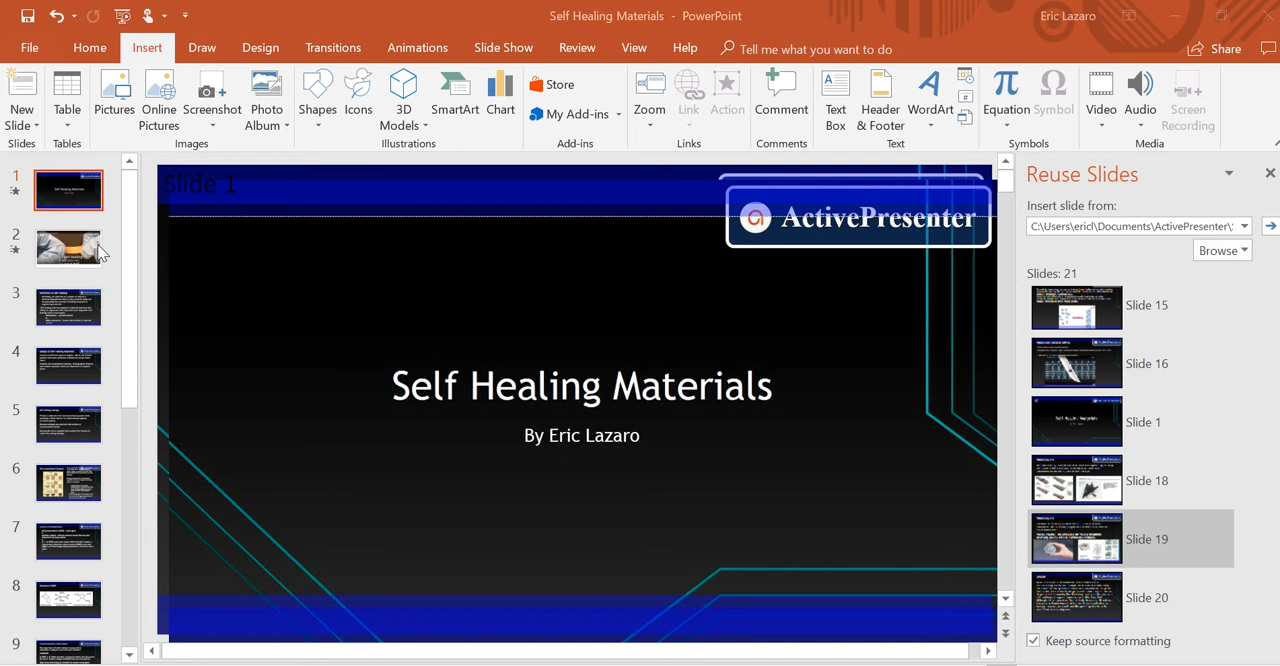 Self Healing Materials - PowerPoint
Eric Lazaro
File Home Insert Draw Design Transitions Animations Slide Show Review View Help Tell me what you want to do Share
New Slide
Table
Pictures
Online Pictures
Screenshot
Photo Album
Shapes
Icons
3D Models
SmartArt
Chart
Store
My Add-ins
Zoom
Link
Action
Comment
Text Box
Header & Footer
WordArt
Equation
Symbol
Video
Audio
Screen Recording
Slides Tables Images Illustrations Add-ins Links Comments Text Symbols Media
1
2
3
4
5
6
7
8
9
Slide 1
ActivePresenter
Self Healing Materials
By Eric Lazaro
Reuse Slides
Insert slide from:
C:\Users\ericl\Documents\ActivePresenter\
Browse
Slides: 21
Slide 15
Slide 16
Slide 1
Slide 18
Slide 19
Slide 20
Keep source formatting